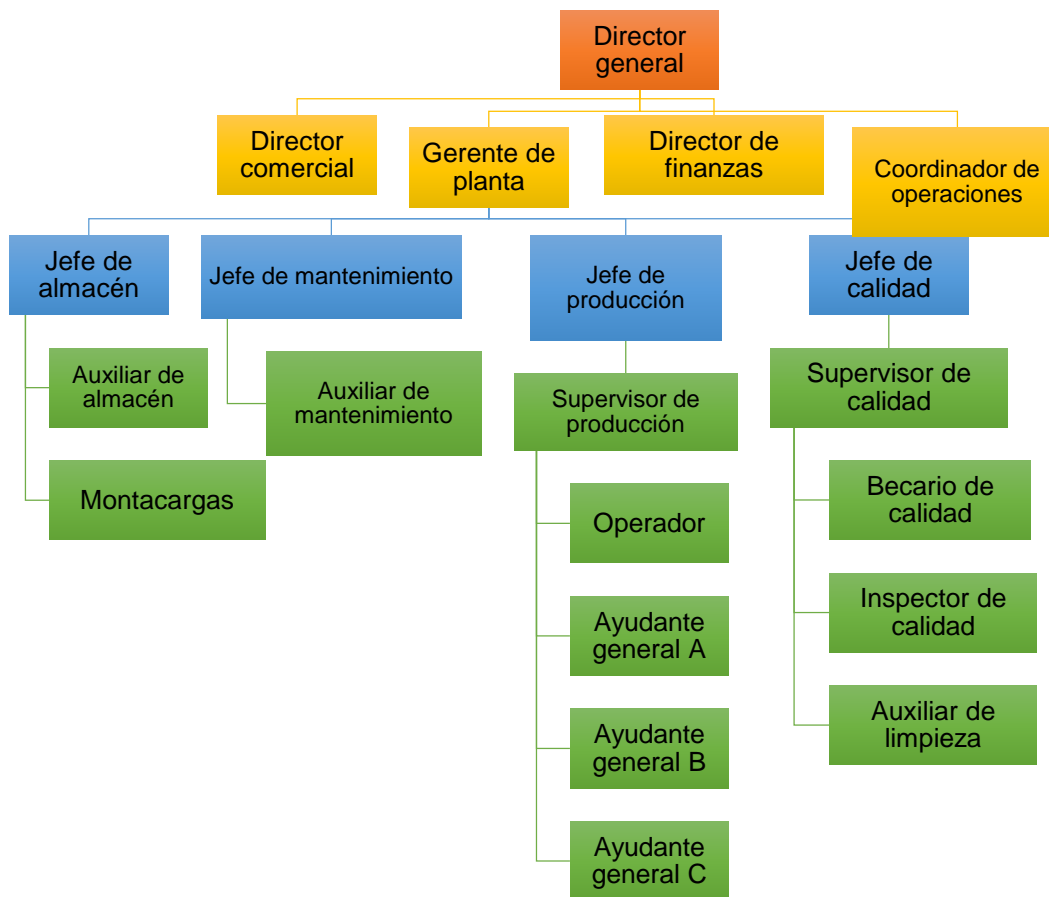 Director
general
Director
comercial
Gerente de
planta
Director de
finanzas
Coordinador de
operaciones
Jefe de
almacén
Jefe de mantenimiento
Jefe de
producción
Jefe de
calidad
Auxiliar de
almacén
Montacargas
Auxiliar de
mantenimiento
Supervisor de
producción
Operador
Ayudante
general A
Ayudante
general B
Ayudante
general C
Supervisor de
calidad
Becario de
calidad
Inspector de
calidad
Auxiliar de
limpieza